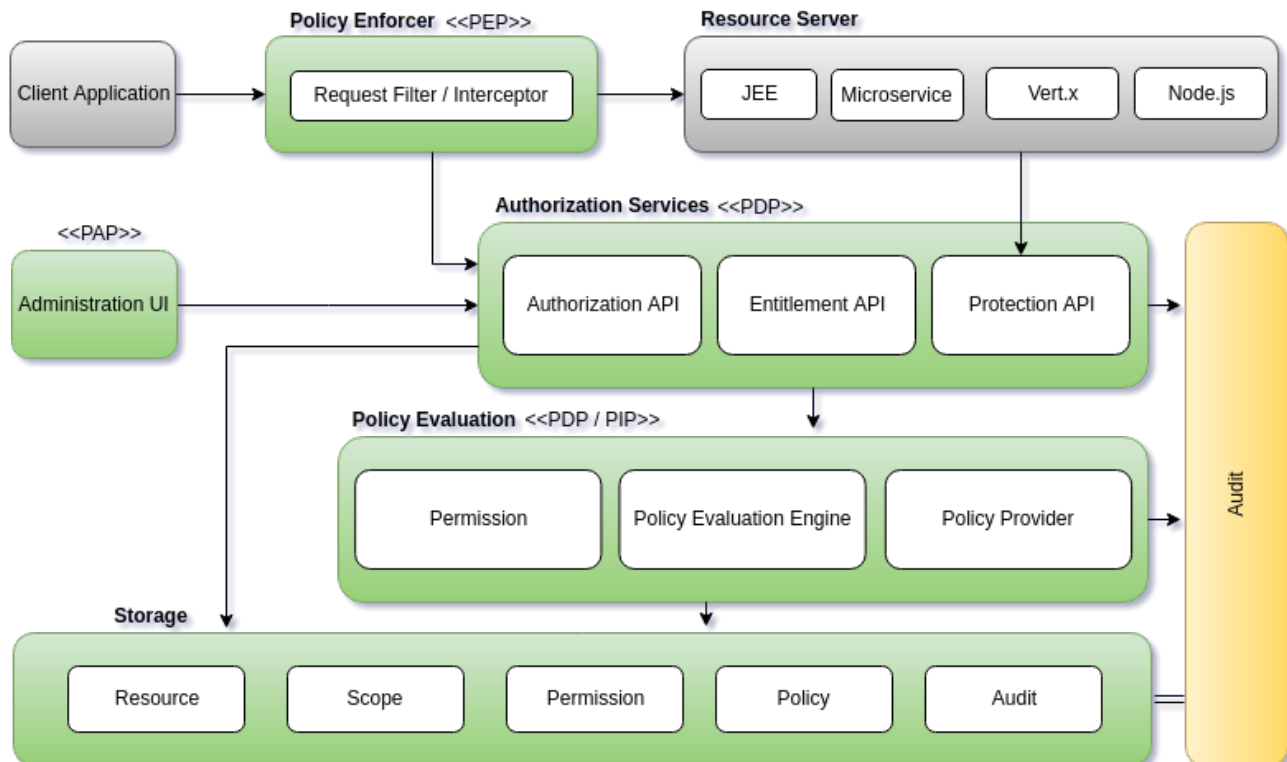 Policy Enforcer <<PEP>>
Resource Server
Client Application
Request Filter / Interceptor
JEE
Microservice
Vert.x
Node.js
Authorization Services <<PDP>>
<<PAP>>
Administration UI
Authorization API
Entitlement API
Protection API
Policy Evaluation <<PDP / PIP>>
Permission
Policy Evaluation Engine
Policy Provider
Audit
Storage
Resource
Scope
Permission
Policy
Audit